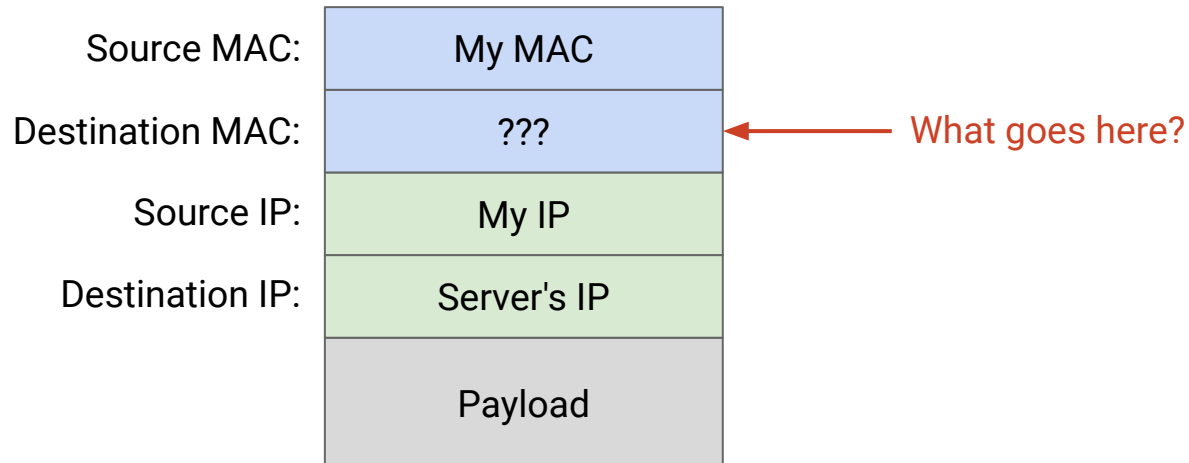 Source MAC: My MAC
Destination MAC: ??? What goes here?
Source IP: My IP
Destination IP: Server's IP
Payload